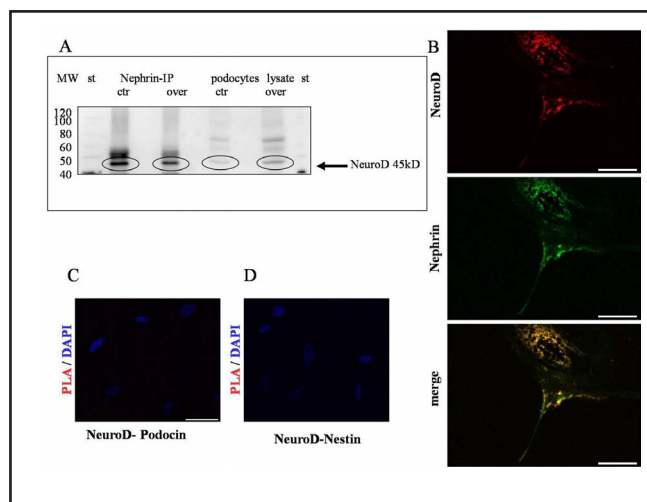 A
MW st Nephrin-IP podocytes lysate st
ctr over ctr over
120
100
80
60
50
40
NeuroD 45kD
B
NeuroD
Nephrin
merge
C
PLA / DAPI
NeuroD- Podocin
D
PLA / DAPI
NeuroD-Nestin